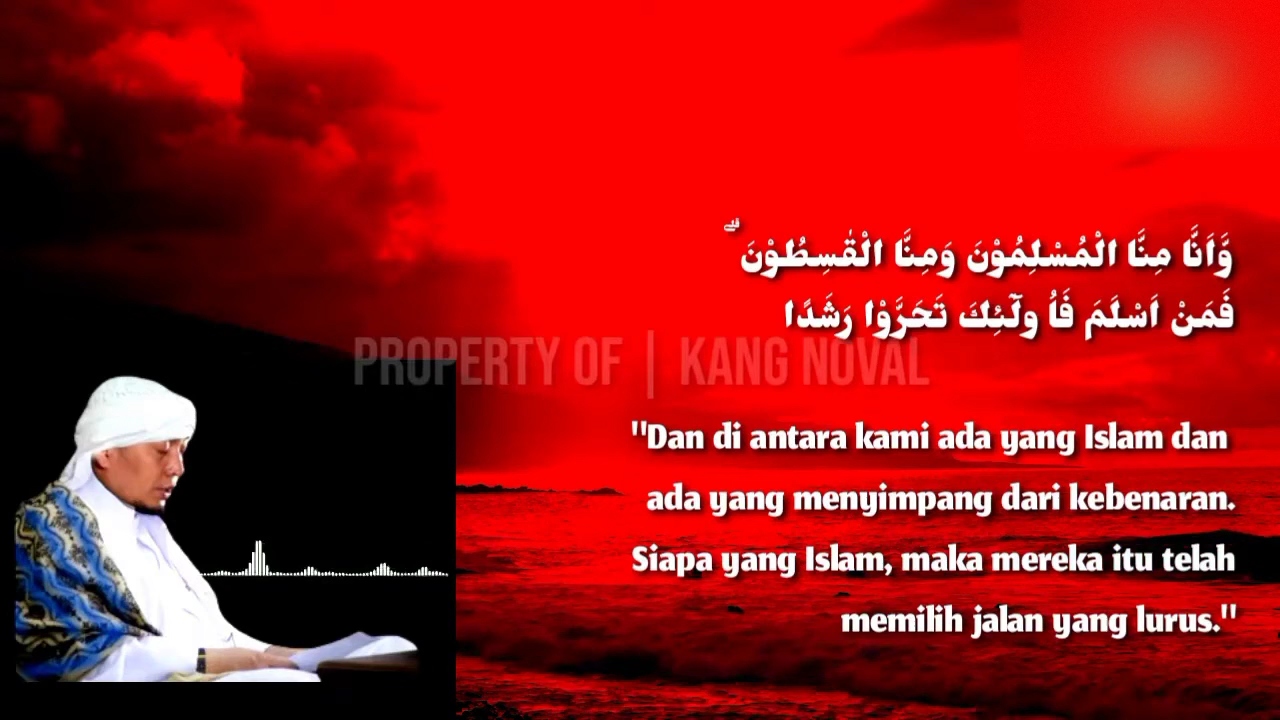 وَّاَنَّا مِنَّا الْمُسْلِمُوْنَ وَمِنَّا الْقٰسِطُوْنَ ۗ
فَمَنْ اَسْلَمَ فَاُ ولٰٓئِكَ تَحَرَّوْا رَشَدًا
PROPERTY OF | KANG NOVAL
"Dan di antara kami ada yang Islam dan
ada yang menyimpang dari kebenaran.
Siapa yang Islam, maka mereka itu telah
memilih jalan yang lurus."